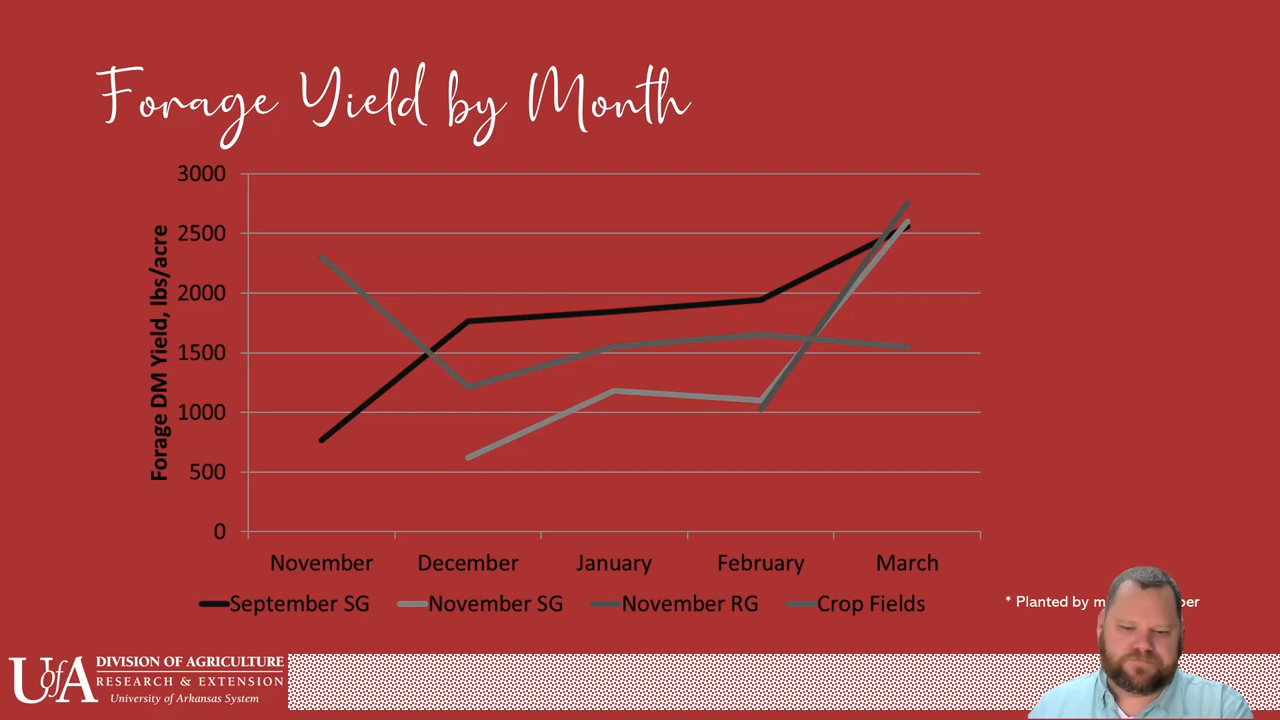 Forage Yield by Month
3000
2500
2000
1500
1000
500
0
Forage DM Yield, lbs/acre
November December January February March
September SG November SG November RG Crop Fields
* Planted by
UofA DIVISION OF AGRICULTURE
RESEARCH & EXTENSION
University of Arkansas System